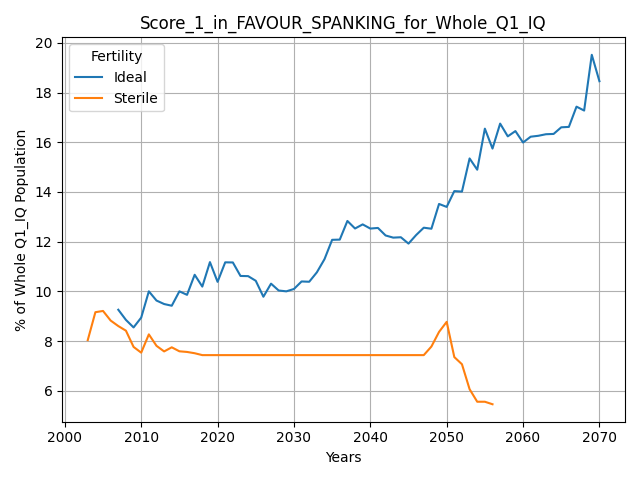 Score_1_in_FAVOUR_SPANKING_for_Whole_Q1_IQ
Fertility
Ideal
Sterile
% of Whole Q1_IQ Population
20
18
16
14
12
10
8
6
2000 2010 2020 2030 2040 2050 2060 2070
Years